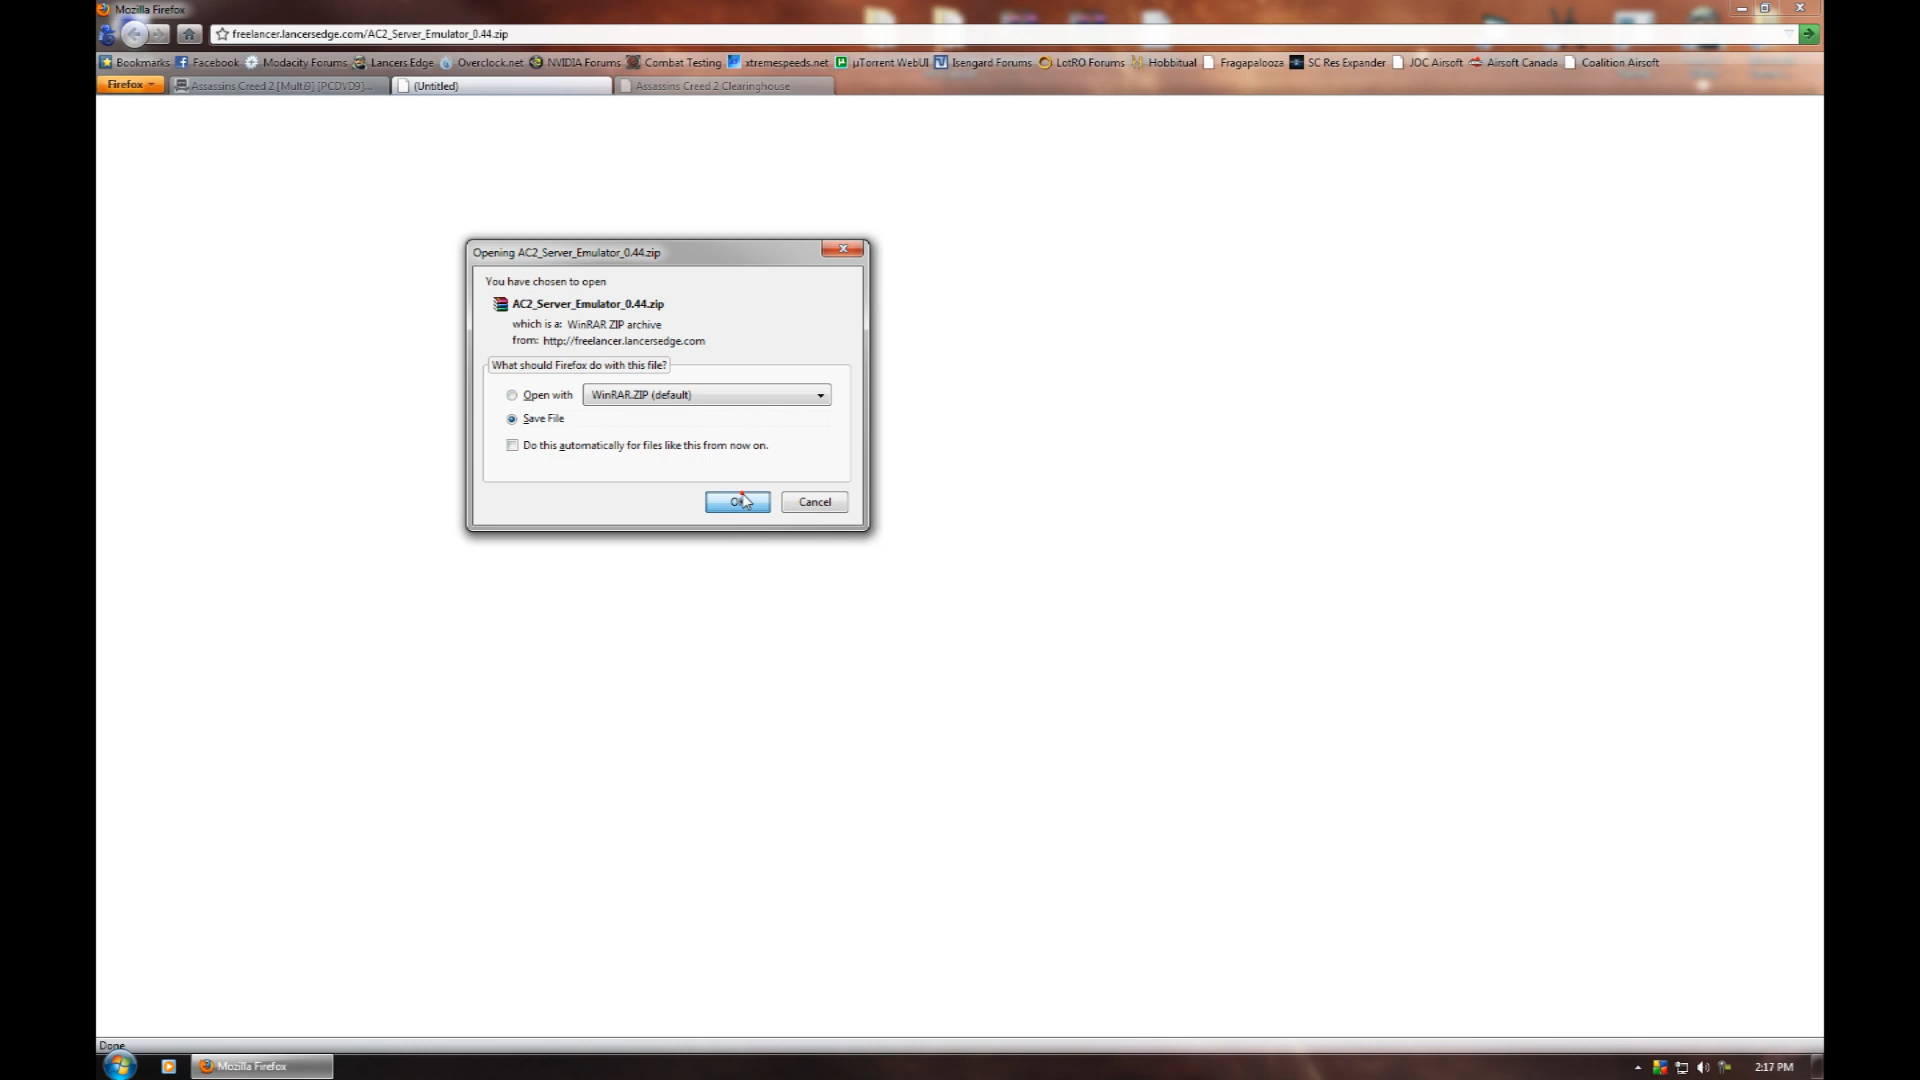 Mozilla Firefox
freelancer.lancersedge.com/AC2_Server_Emulator_0.44.zip
Bookmarks Facebook Modacity Forums Lancers Edge Overclock.net NVIDIA Forums Combat Testing xtremespeeds.net µTorrent WebUI Isengard Forums LotRO Forums Hobbitual Fragapalooza SC Res Expander JOC Airsoft Airsoft Canada Coalition Airsoft
Firefox Assassins Creed 2 [Multi9] [PCDVD9]... (Untitled) Assassins Creed 2 Clearinghouse
Opening AC2_Server_Emulator_0.44.zip
You have chosen to open
AC2_Server_Emulator_0.44.zip
which is a: WinRAR ZIP archive
from: http://freelancer.lancersedge.com
What should Firefox do with this file?
Open with WinRAR.ZIP (default)
Save File
Do this automatically for files like this from now on.
OK Cancel
Done
Mozilla Firefox 2:17 PM